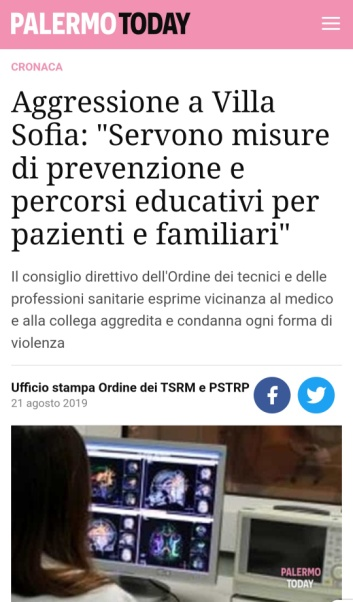 PALERMOTODAY
CRONACA
Aggressione a Villa
Sofia: "Servono misure
di prevenzione e
percorsi educativi per
pazienti e familiari"
Il consiglio direttivo dell'Ordine dei tecnici e delle
professioni sanitarie esprime vicinanza al medico
e alla collega aggredita e condanna ogni forma di
violenza
Ufficio stampa Ordine dei TSRM e PSTRP
21 agosto 2019
PALERMO
TODAY